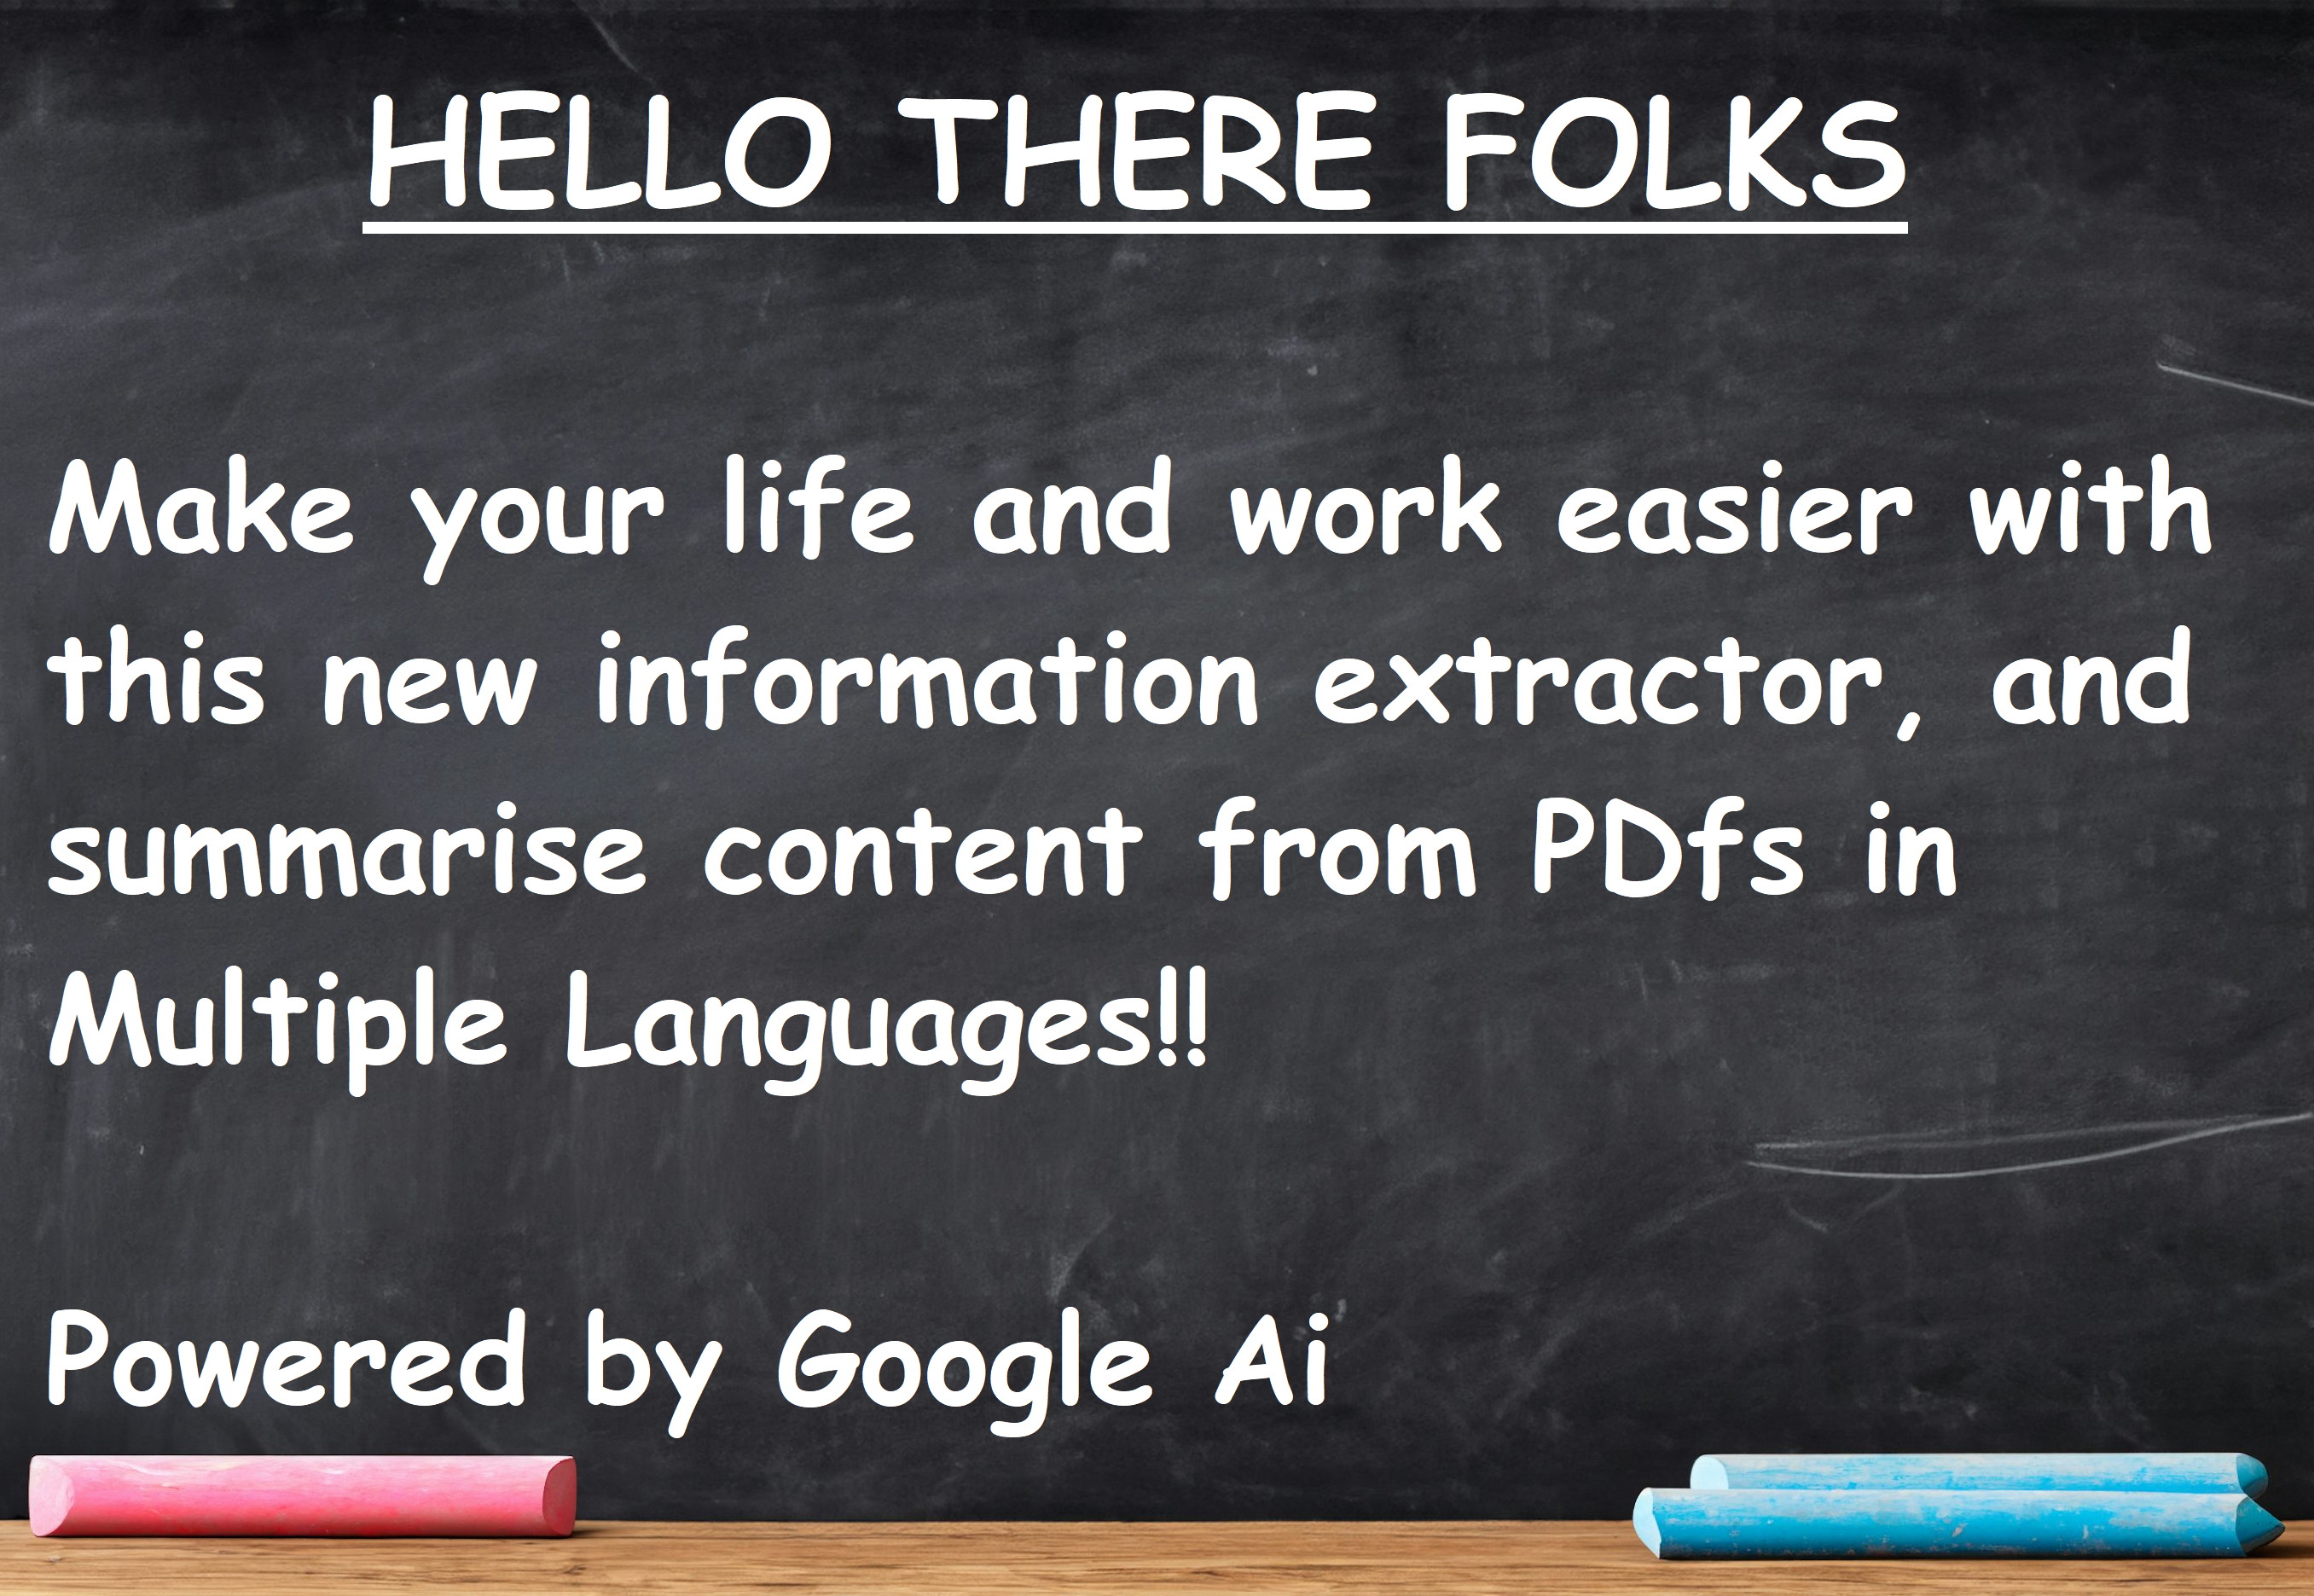 HELLO THERE FOLKS
Make your life and work easier with
this new information extractor, and
summarise content from PDfs in
Multiple Languages!!
Powered by Google Ai